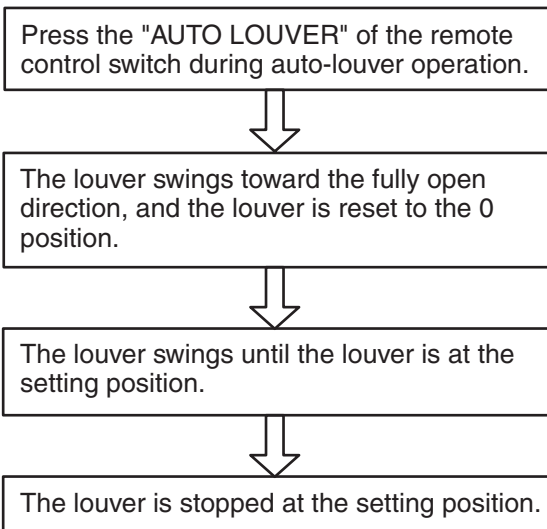 Press the "AUTO LOUVER" of the remote
control switch during auto-louver operation.
The louver swings toward the fully open
direction, and the louver is reset to the 0
position.
The louver swings until the louver is at the
setting position.
The louver is stopped at the setting position.